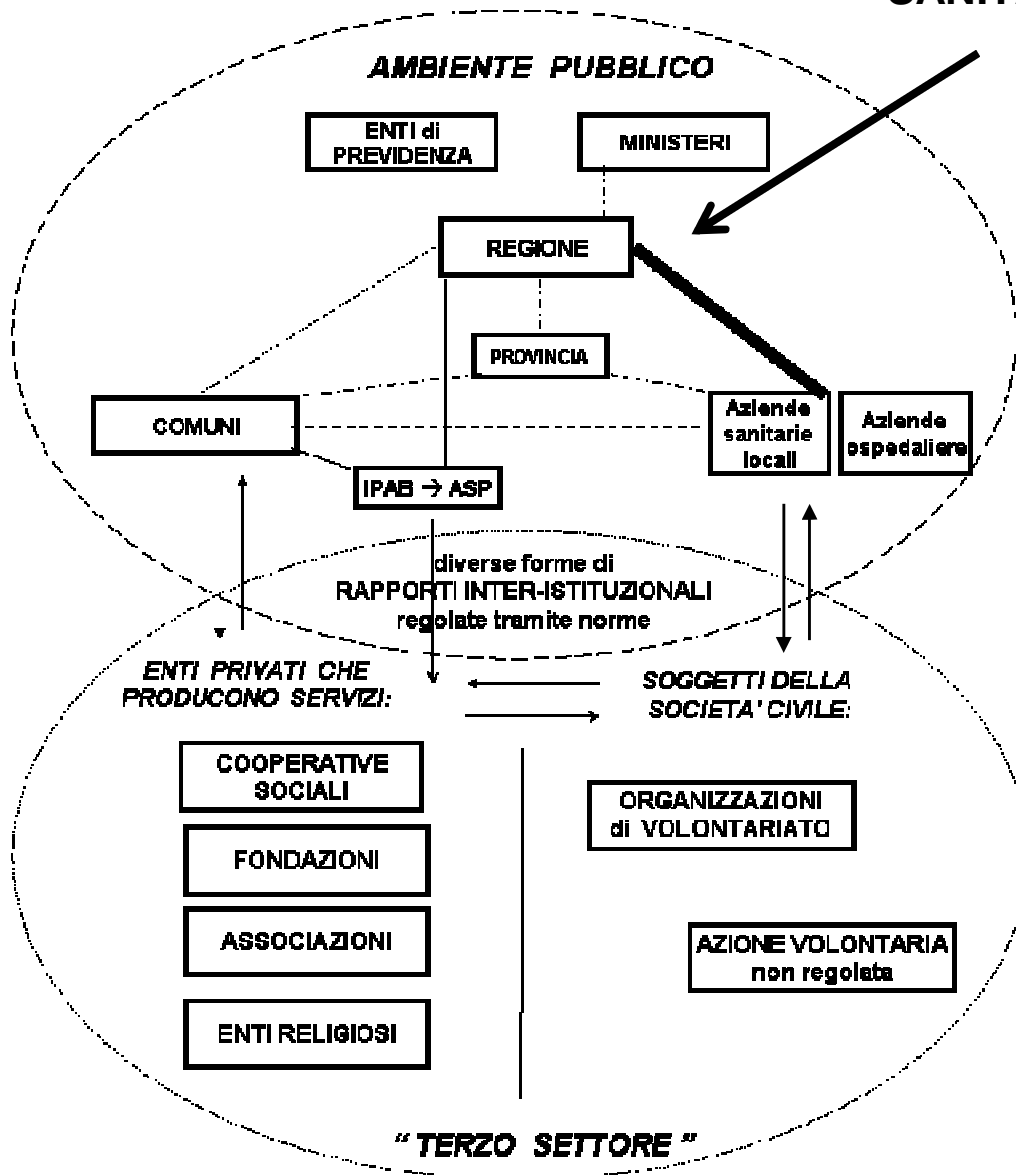 AMBIENTE PUBBLICO
ENTI di
PREVIDENZA
MINISTERI
REGIONE
PROVINCIA
COMUNI
Aziende
sanitarie
locali
Aziende
ospedaliere
IPAB → ASP
diverse forme di
RAPPORTI INTER-ISTITUZIONALI
regolate tramite norme
ENTI PRIVATI CHE
PRODUCONO SERVIZI:
SOGGETTI DELLA
SOCIETA' CIVILE:
COOPERATIVE
SOCIALI
FONDAZIONI
ASSOCIAZIONI
ENTI RELIGIOSI
ORGANIZZAZIONI
di VOLONTARIATO
AZIONE VOLONTARIA
non regolata
“ TERZO SETTORE ”